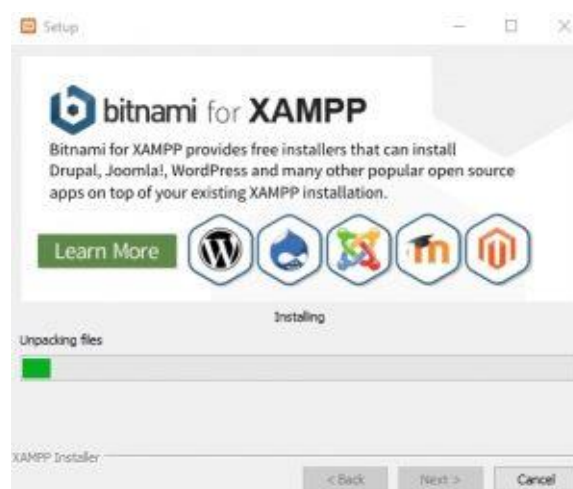 Setup
bitnami for XAMPP
Bitnami for XAMPP provides free installers that can install
Drupal, Joomla!, WordPress and many other popular open source
apps on top of your existing XAMPP installation.
Learn More
Installing
Unpacking files
XAMPP Installer
< Back Next > Cancel